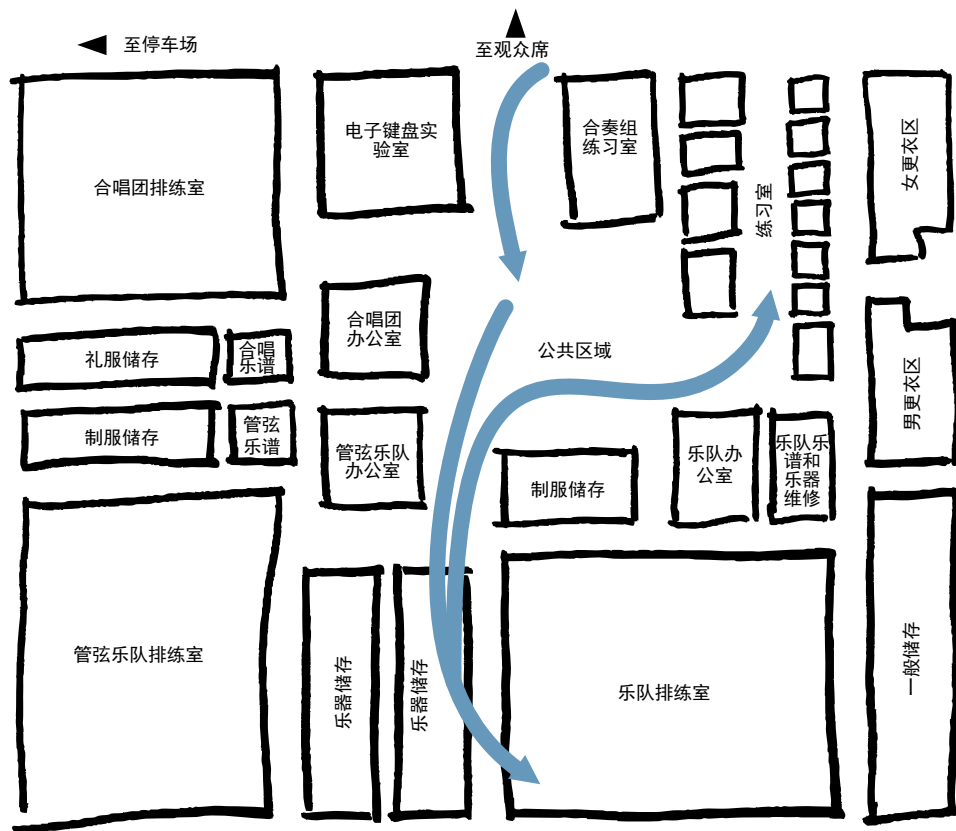 至停车场
至观众席
电子键盘实
验室
合奏组
练习室
女更衣区
合唱团排练室
练习室
合唱团
办公室
公共区域
礼服储存
合唱
乐谱
男更衣区
制服储存
管弦
乐谱
管弦乐队
办公室
制服储存
乐队办
公室
乐队乐
谱和
乐器
维修
管弦乐队排练室
乐器储存
乐器储存
乐队排练室
一般储存